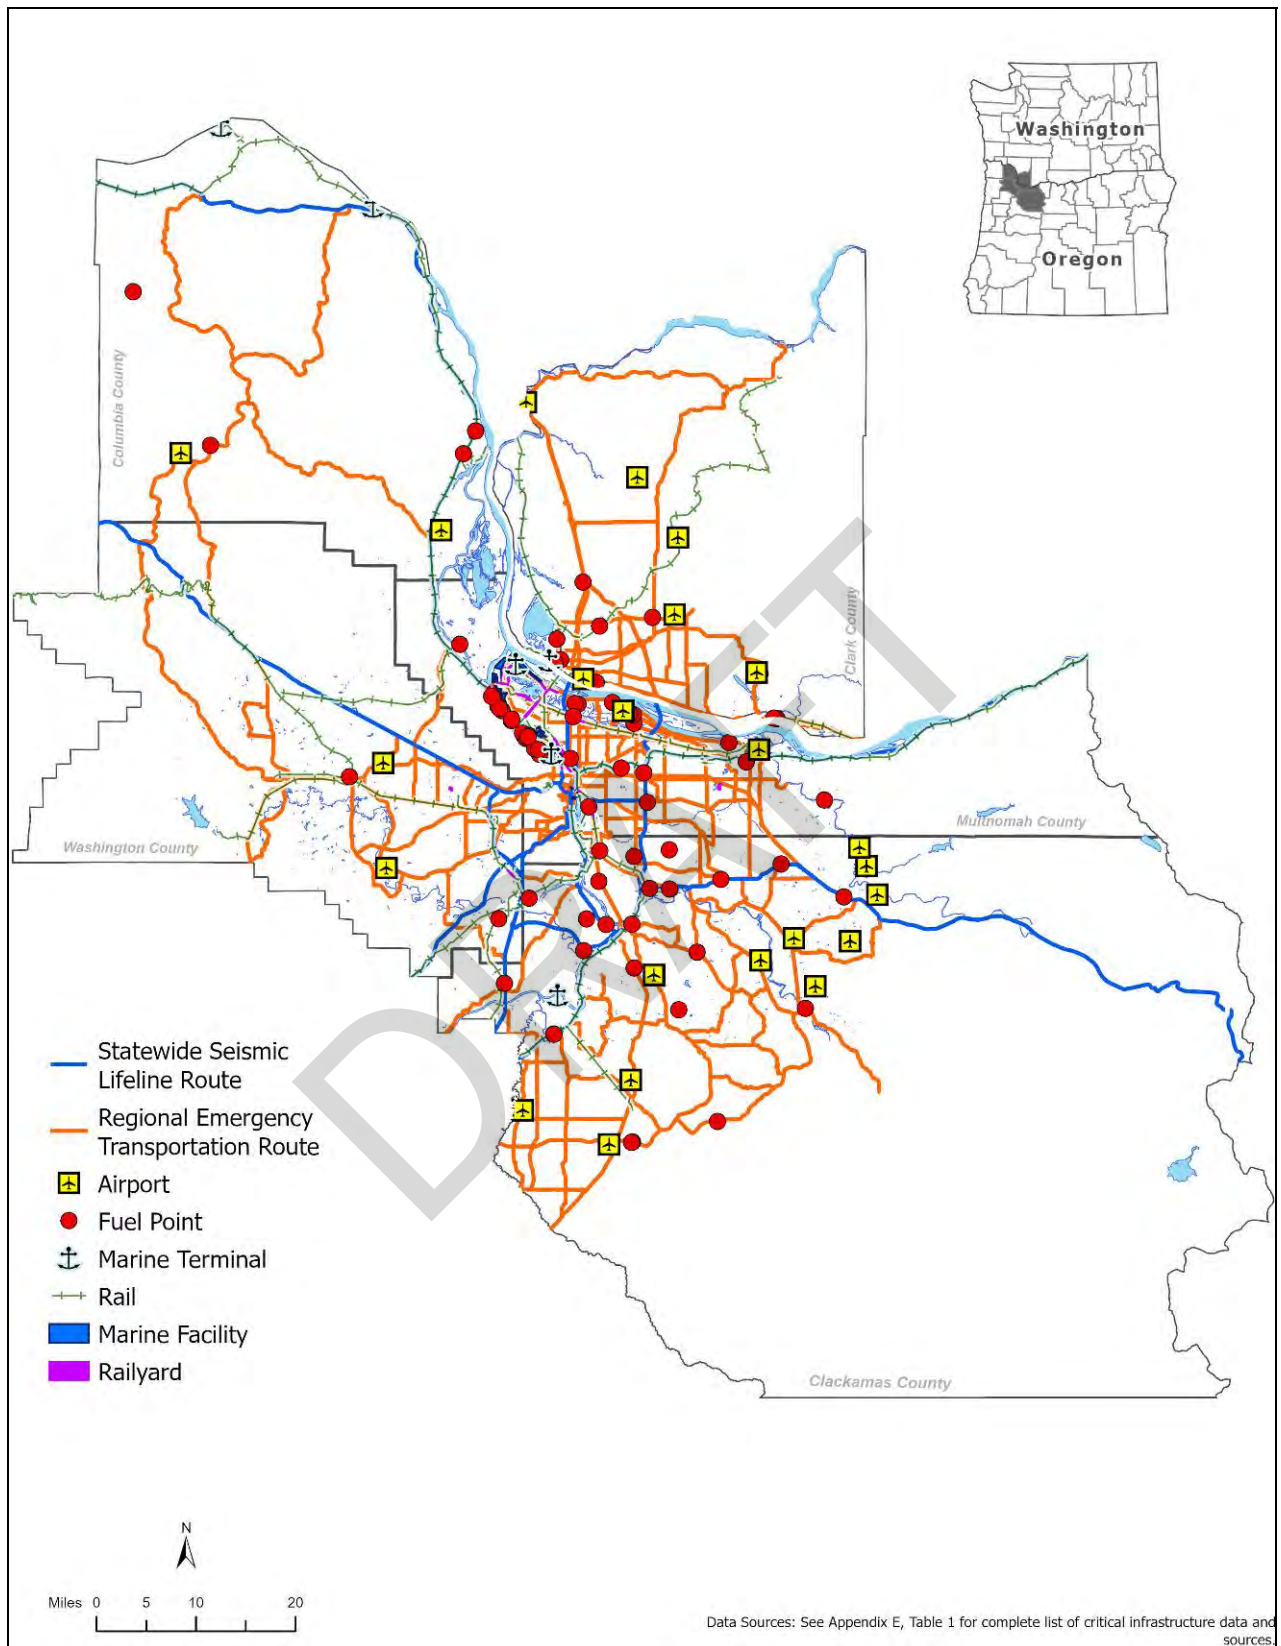 Washington
Oregon
Columbia County
Clark County
Multnomah County
Washington County
DRAFT
Statewide Seismic
Lifeline Route
Regional Emergency
Transportation Route
Airport
Fuel Point
Marine Terminal
Rail
Marine Facility
Railyard
Clackamas County
N
Miles 0 5 10 20
Data Sources: See Appendix E, Table 1 for complete list of critical infrastructure data and
sources.